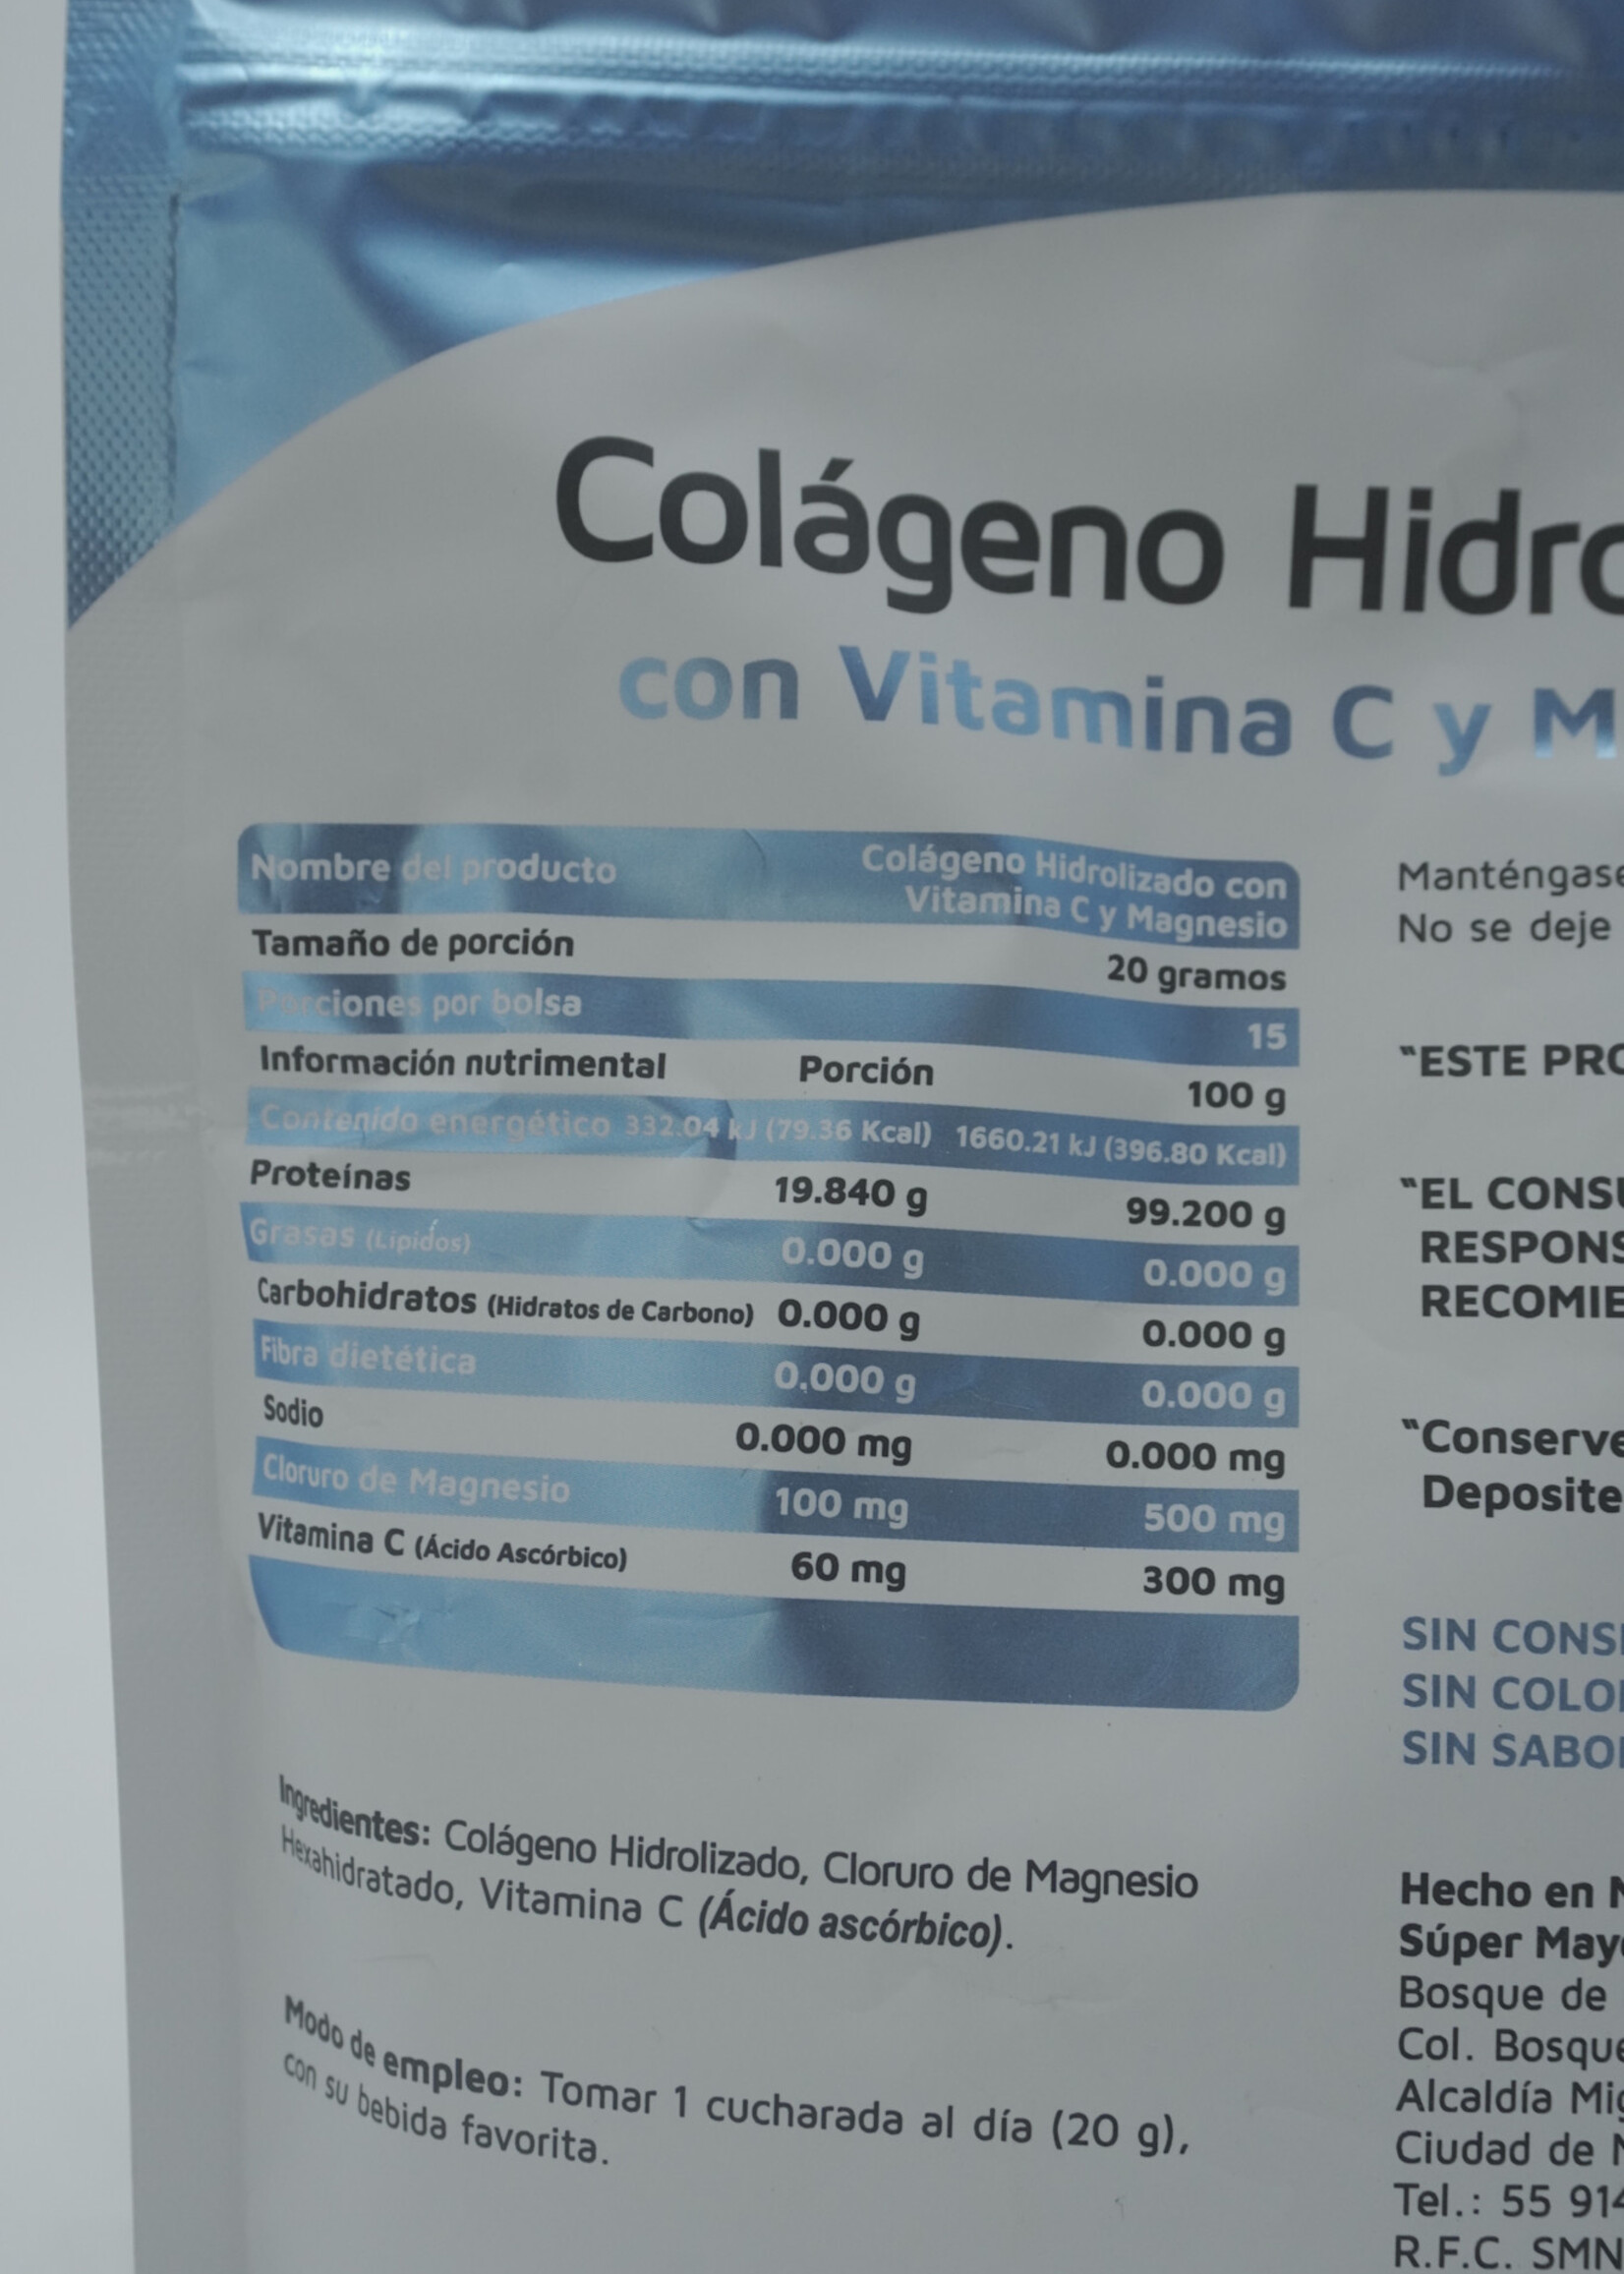 Colágeno Hidro
con Vitamina C y M
Nombre del producto Colágeno Hidrolizado con
Vitamina C y Magnesio
Tamaño de porción 20 gramos
Porciones por bolsa 15
Información nutrimental Porción 100 g
Contenido energético 332.04 kJ (79.36 Kcal) 1660.21 kJ (396.80 Kcal)
Proteínas 19.840 g 99.200 g
Grasas (Lípidos) 0.000 g 0.000 g
Carbohidratos (Hidratos de Carbono) 0.000 g 0.000 g
Fibra dietética 0.000 g 0.000 g
Sodio 0.000 mg 0.000 mg
Cloruro de Magnesio 100 mg 500 mg
Vitamina C (Ácido Ascórbico) 60 mg 300 mg
Ingredientes: Colágeno Hidrolizado, Cloruro de Magnesio
Hexahidratado, Vitamina C (Ácido ascórbico).
Modo de empleo: Tomar 1 cucharada al día (20 g),
con su bebida favorita.
Manténgase
No se deje
"ESTE PRO
"EL CONSU
RESPONS
RECOMIE
"Conserve
Deposite
SIN CONSE
SIN COLO
SIN SABO
Hecho en
Súper May
Bosque de
Col. Bosque
Alcaldía Mig
Ciudad de
Tel.: 55 914
R.F.C. SMN